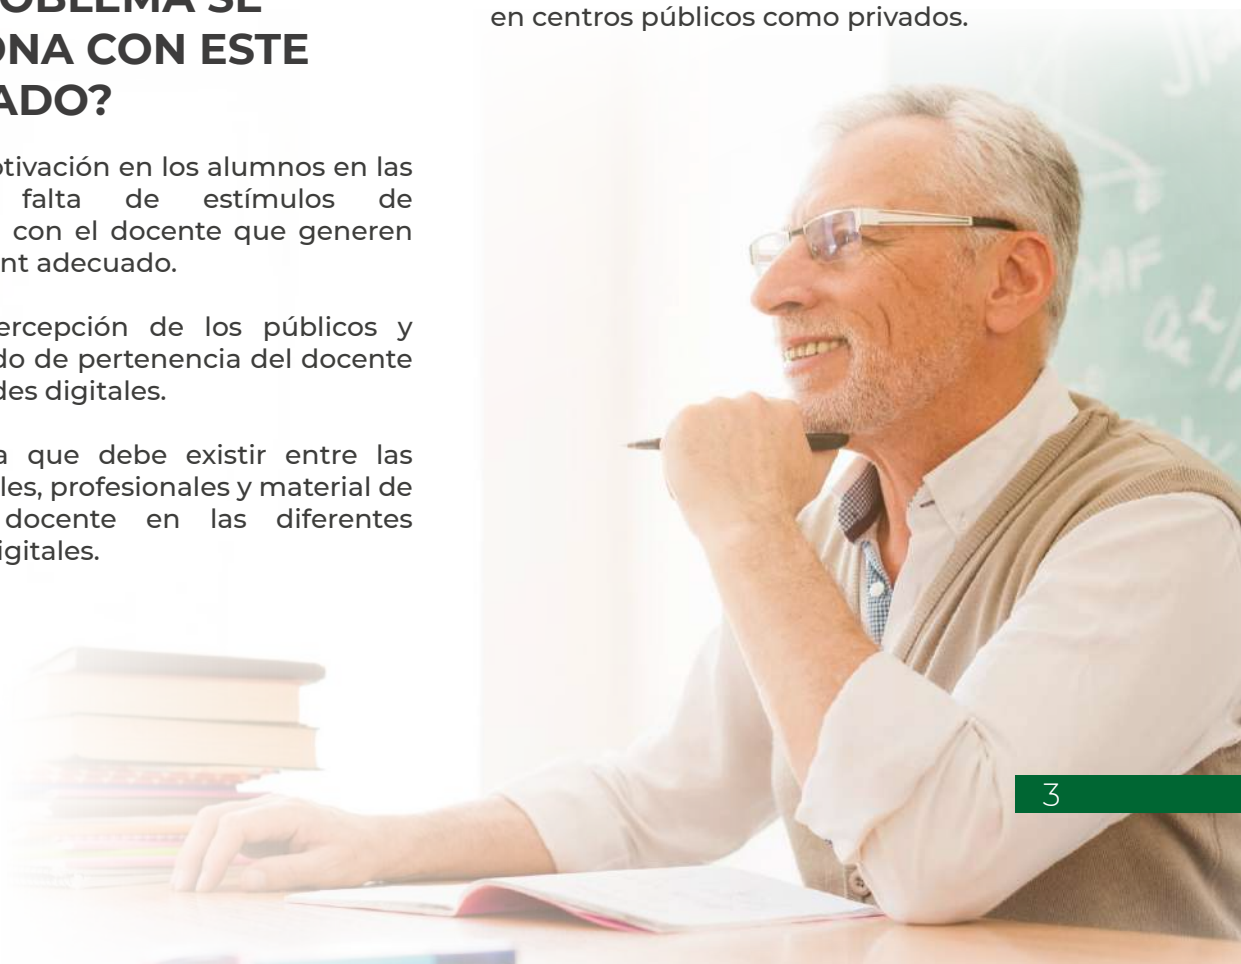 OBLEMA SE
ONA CON ESTE
ADO?
otivación en los alumnos en las
falta de estímulos de
con el docente que generen
nt adecuado.
ercepción de los públicos y
do de pertenencia del docente
des digitales.
a que debe existir entre las
les, profesionales y material de
docente en las diferentes
igitales.
en centros públicos como privados.
3